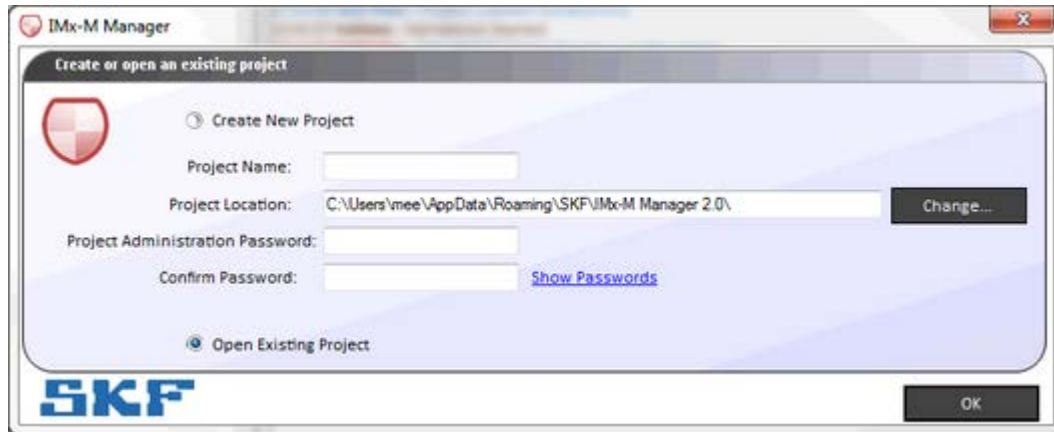 IMx-M Manager
Create or open an existing project
Create New Project
Project Name:
Project Location: C:\Users\mee\AppData\Roaming\SKF\IMx-M Manager 2.0\ Change...
Project Administration Password:
Confirm Password: Show Passwords
Open Existing Project
SKF OK